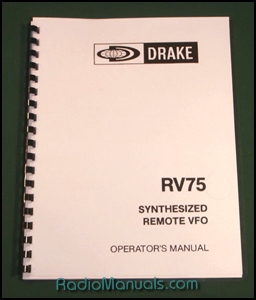 DRAKE
RV75
SYNTHESIZED
REMOTE VFO
OPERATOR'S MANUAL
RadioManuals.com